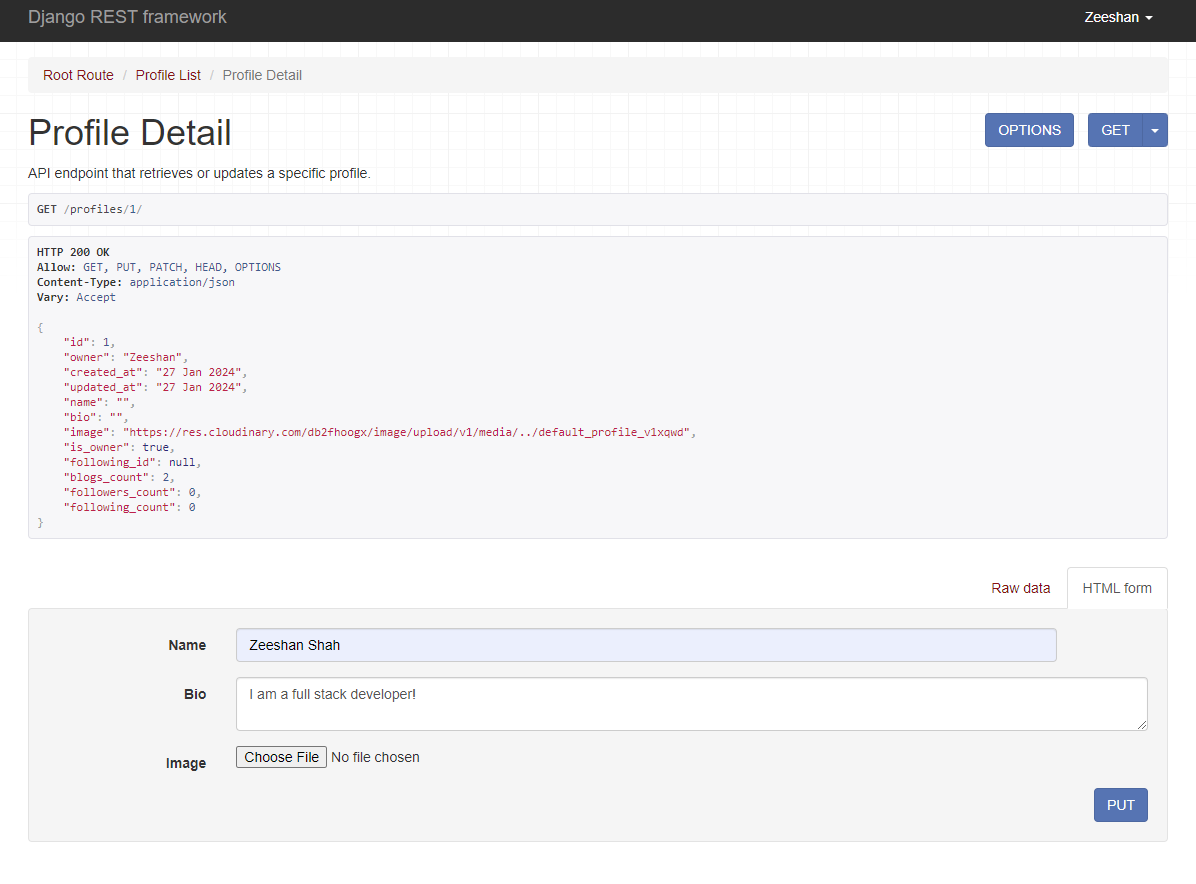 Django REST framework
Zeeshan
Root Route / Profile List / Profile Detail
Profile Detail
OPTIONS
GET
API endpoint that retrieves or updates a specific profile.
GET /profiles/1/
HTTP 200 OK
Allow: GET, PUT, PATCH, HEAD, OPTIONS
Content-Type: application/json
Vary: Accept
{
    "id": 1,
    "owner": "Zeeshan",
    "created_at": "27 Jan 2024",
    "updated_at": "27 Jan 2024",
    "name": "",
    "bio": "",
    "image": "https://res.cloudinary.com/db2fhoogx/image/upload/v1/media/../default_profile_v1xqwd",
    "is_owner": true,
    "following_id": null,
    "blogs_count": 2,
    "followers_count": 0,
    "following_count": 0
}
Raw data
HTML form
Name
Zeeshan Shah
Bio
I am a full stack developer!
Image
Choose File No file chosen
PUT